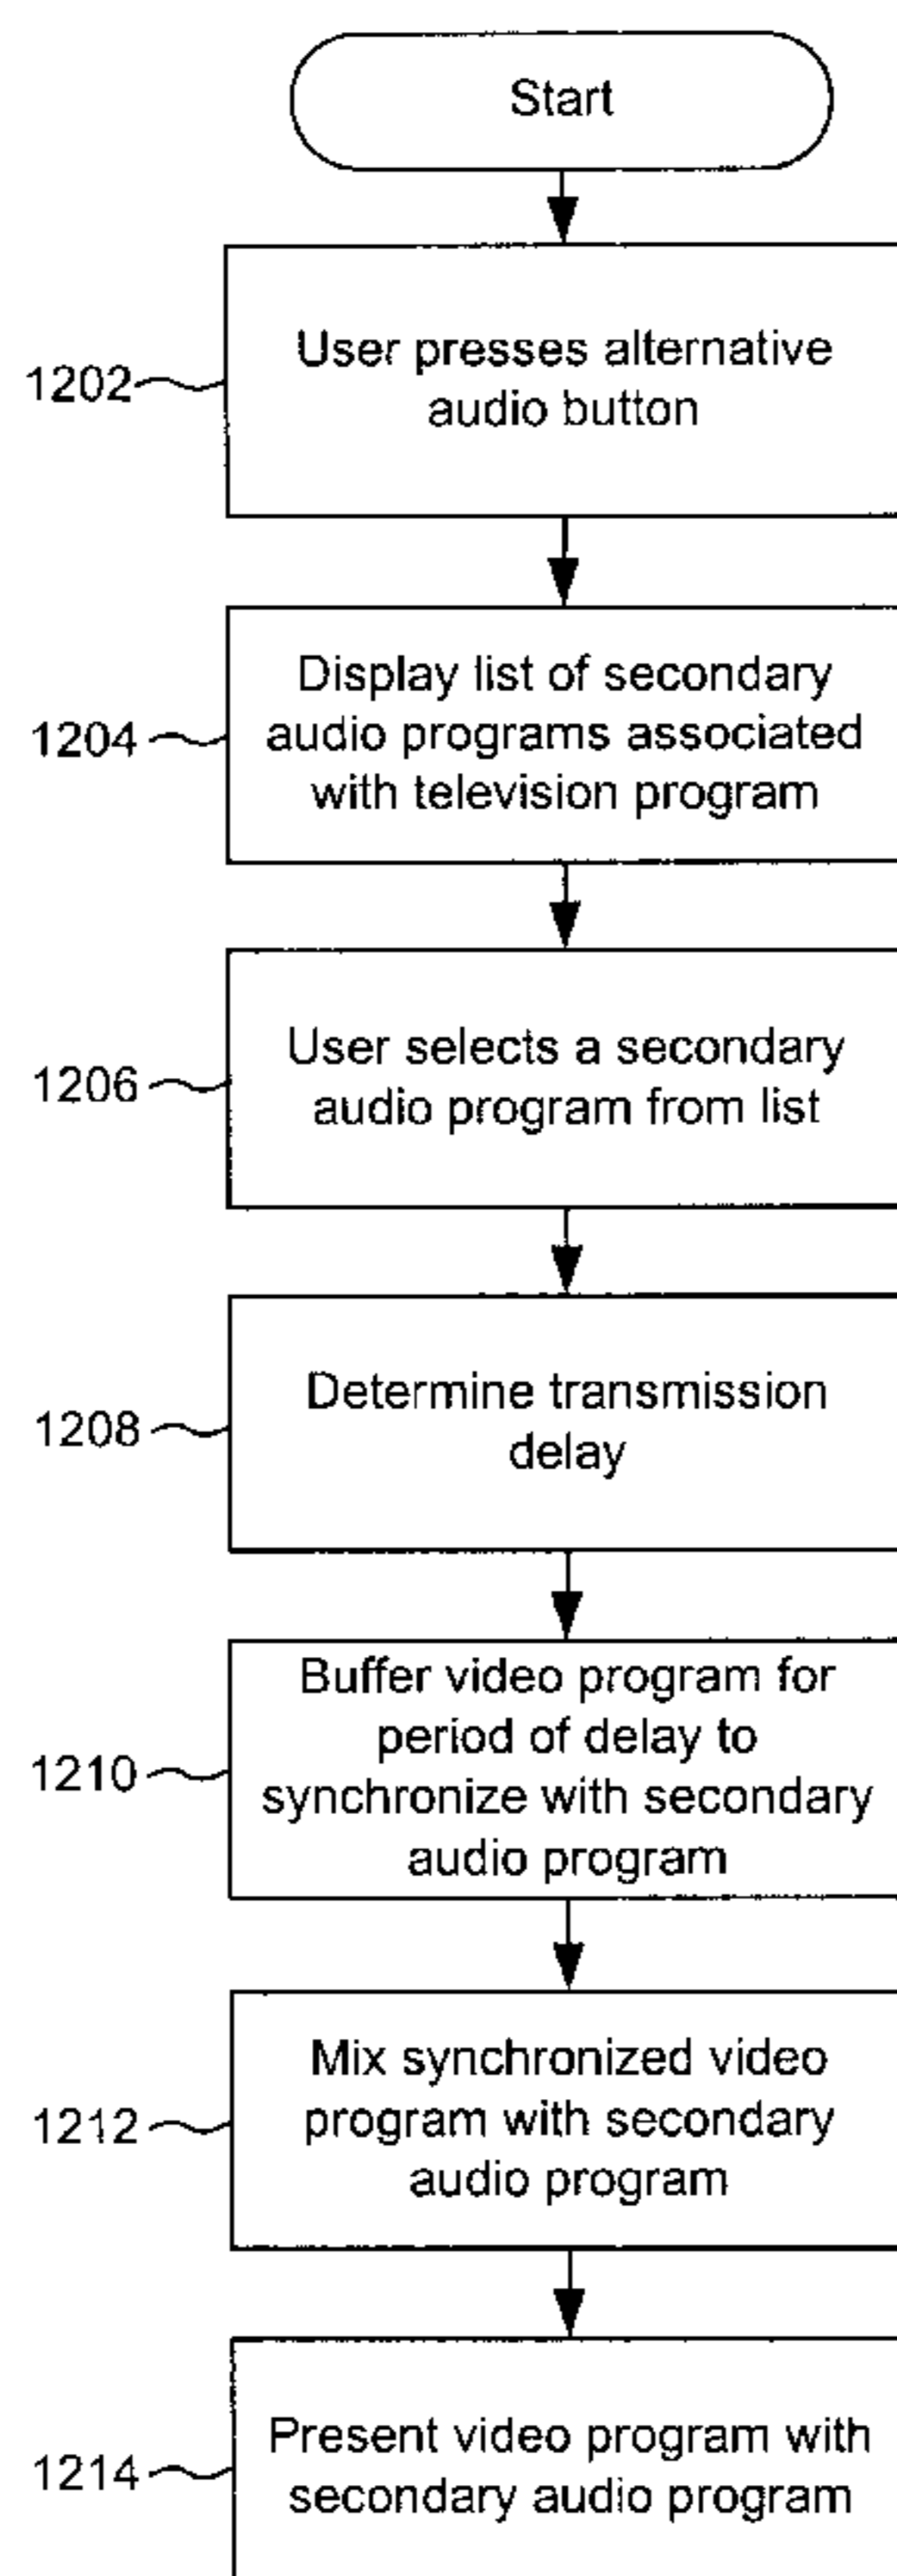 Start
1202
User presses alternative
audio button
1204
Display list of secondary
audio programs associated
with television program
1206
User selects a secondary
audio program from list
1208
Determine transmission
delay
1210
Buffer video program for
period of delay to
synchronize with secondary
audio program
1212
Mix synchronized video
program with secondary
audio program
1214
Present video program with
secondary audio program